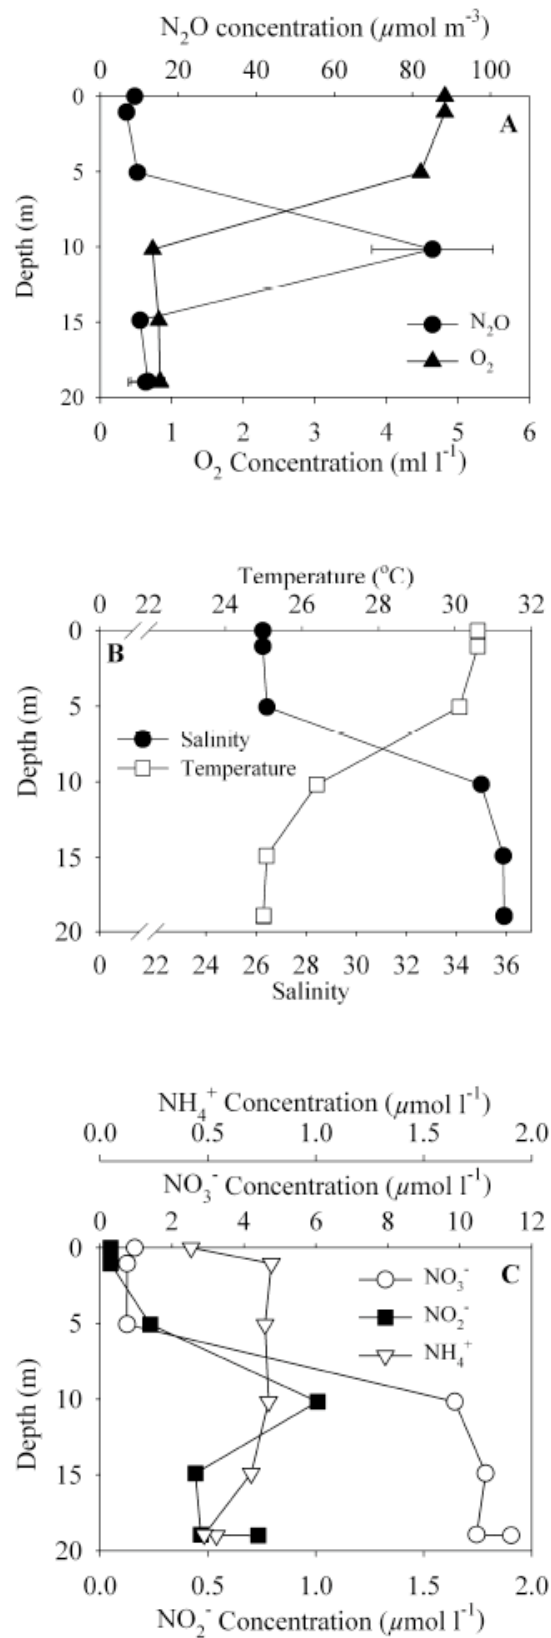 N₂O concentration (µmol m⁻³)
0 20 40 60 80 100
0
5
10
15
20
Depth (m)
A
N₂O
O₂
0 1 2 3 4 5 6
O₂ Concentration (ml l⁻¹)
Temperature (°C)
0 22 24 26 28 30 32
0
5
10
15
20
Depth (m)
B
Salinity
Temperature
0 22 24 26 28 30 32 34 36
Salinity
NH₄⁺ Concentration (µmol l⁻¹)
0.0 0.5 1.0 1.5 2.0
NO₃⁻ Concentration (µmol l⁻¹)
0 2 4 6 8 10 12
0
5
10
15
20
Depth (m)
C
NO₃⁻
NO₂⁻
NH₄⁺
0.0 0.5 1.0 1.5 2.0
NO₂⁻ Concentration (µmol l⁻¹)